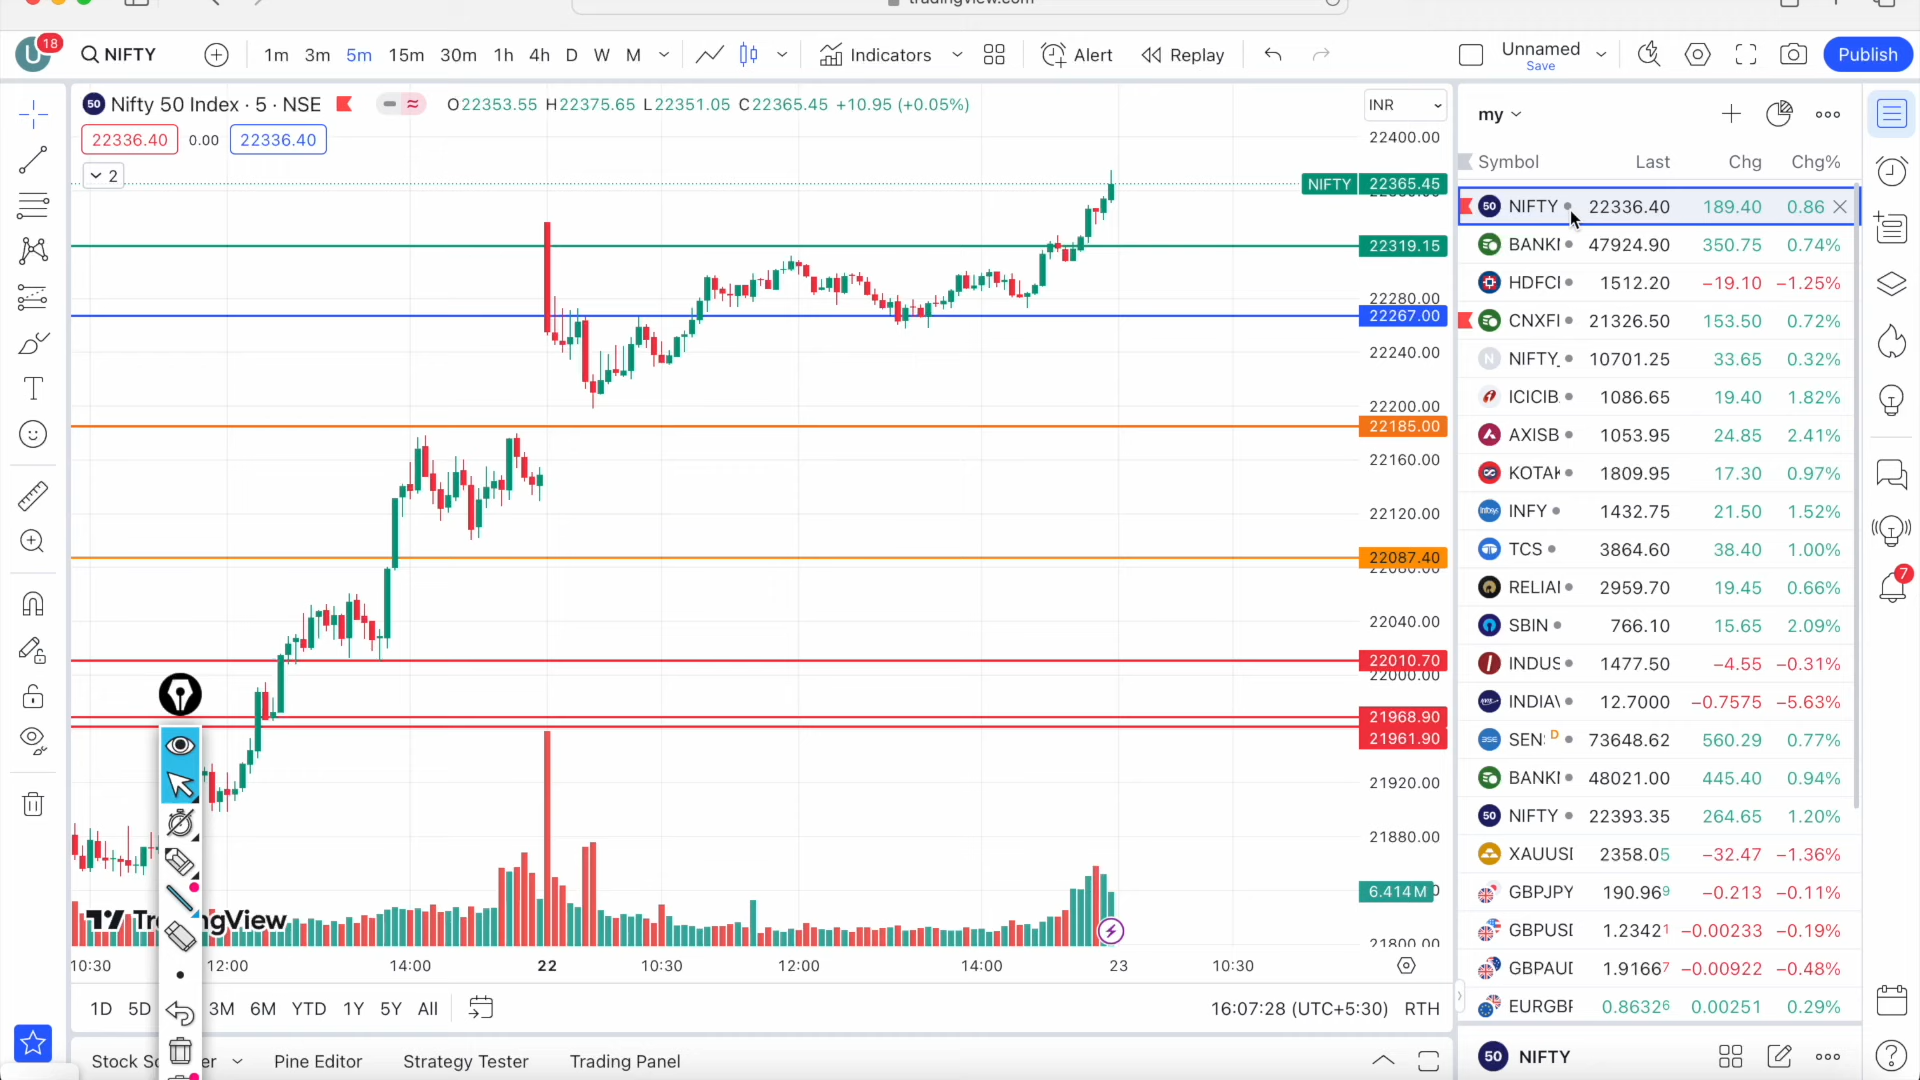 tradingview.com
U 18 NIFTY 1m 3m 5m 15m 30m 1h 4h D W M Indicators Alert Replay Unnamed Save Publish
50 Nifty 50 Index · 5 · NSE O22353.55 H22375.65 L22351.05 C22365.45 +10.95 (+0.05%)
22336.40 0.00 22336.40
2
INR
22400.00
NIFTY 22365.45
22319.15
22280.00
22267.00
22240.00
22200.00
22185.00
22160.00
22120.00
22087.40
22080.00
22040.00
22010.70
22000.00
21968.90
21961.90
21920.00
21880.00
6.414M
21800.00
10:30 12:00 14:00 22 10:30 12:00 14:00 23 10:30
1D 5D 3M 6M YTD 1Y 5Y All 16:07:28 (UTC+5:30) RTH
Stock Pine Editor Strategy Tester Trading Panel
my
Symbol Last Chg Chg%
50 NIFTY 22336.40 189.40 0.86
BANKI 47924.90 350.75 0.74%
HDFCI 1512.20 −19.10 −1.25%
CNXFI 21326.50 153.50 0.72%
N NIFTY_ 10701.25 33.65 0.32%
ICICIB 1086.65 19.40 1.82%
AXISB 1053.95 24.85 2.41%
KOTAK 1809.95 17.30 0.97%
INFY 1432.75 21.50 1.52%
TCS 3864.60 38.40 1.00%
RELIAI 2959.70 19.45 0.66%
SBIN 766.10 15.65 2.09%
INDUS 1477.50 −4.55 −0.31%
INDIAV 12.7000 −0.7575 −5.63%
SEN D 73648.62 560.29 0.77%
BANKI 48021.00 445.40 0.94%
50 NIFTY 22393.35 264.65 1.20%
XAUUSI 2358.05 −32.47 −1.36%
GBPJPY 190.969 −0.213 −0.11%
GBPUSI 1.23421 −0.00233 −0.19%
GBPAUI 1.91667 −0.00922 −0.48%
EURGBF 0.86326 0.00251 0.29%
50 NIFTY
7